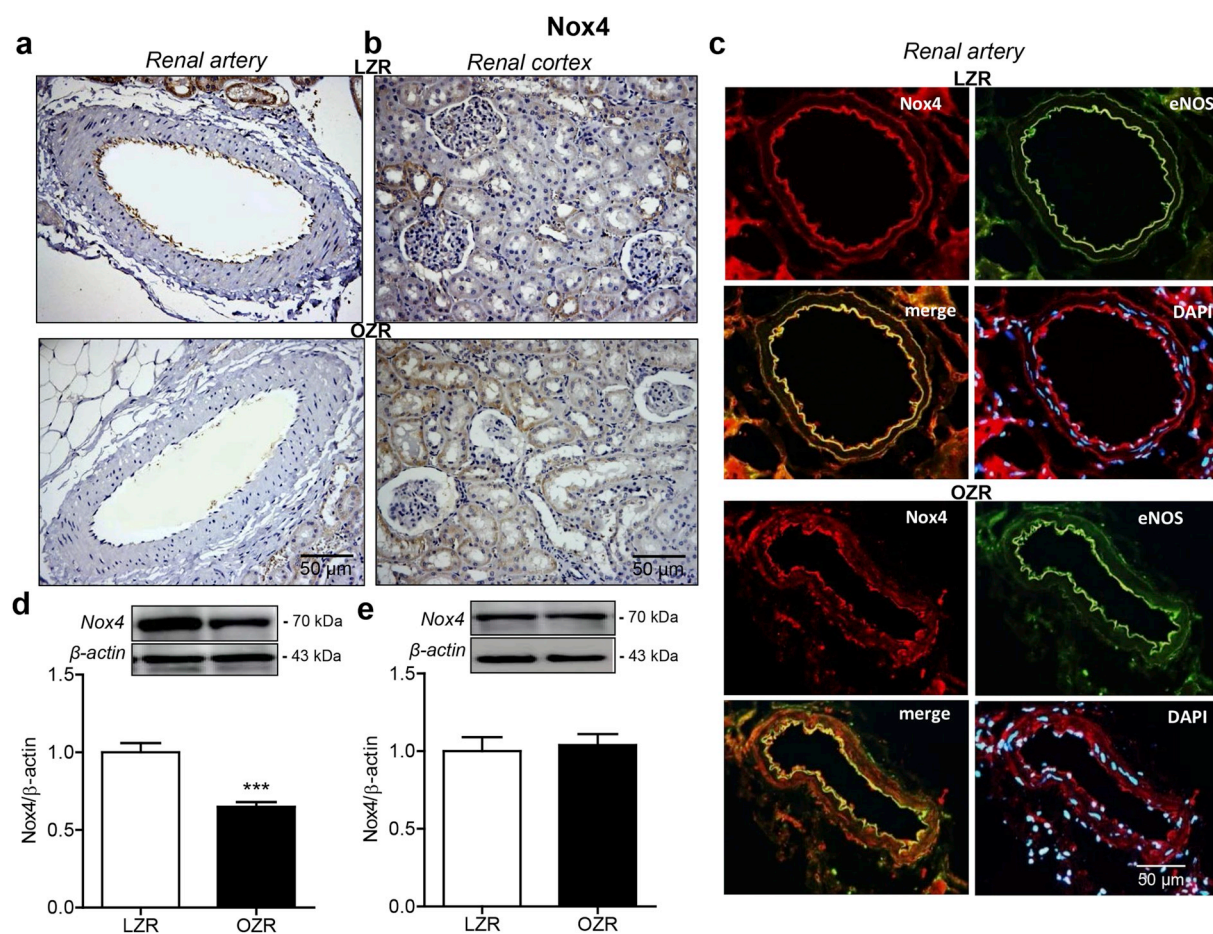 Nox4
a
Renal artery
b
Renal cortex
LZR
OZR
50 µm
50 µm
c
Renal artery
LZR
Nox4
eNOS
merge
DAPI
OZR
Nox4
eNOS
merge
DAPI
50 µm
d
Nox4
- 70 kDa
β-actin
- 43 kDa
Nox4/β-actin
1.5
1.0
0.5
0.0
***
LZR
OZR
e
Nox4
- 70 kDa
β-actin
- 43 kDa
Nox4/β-actin
1.5
1.0
0.5
0.0
LZR
OZR